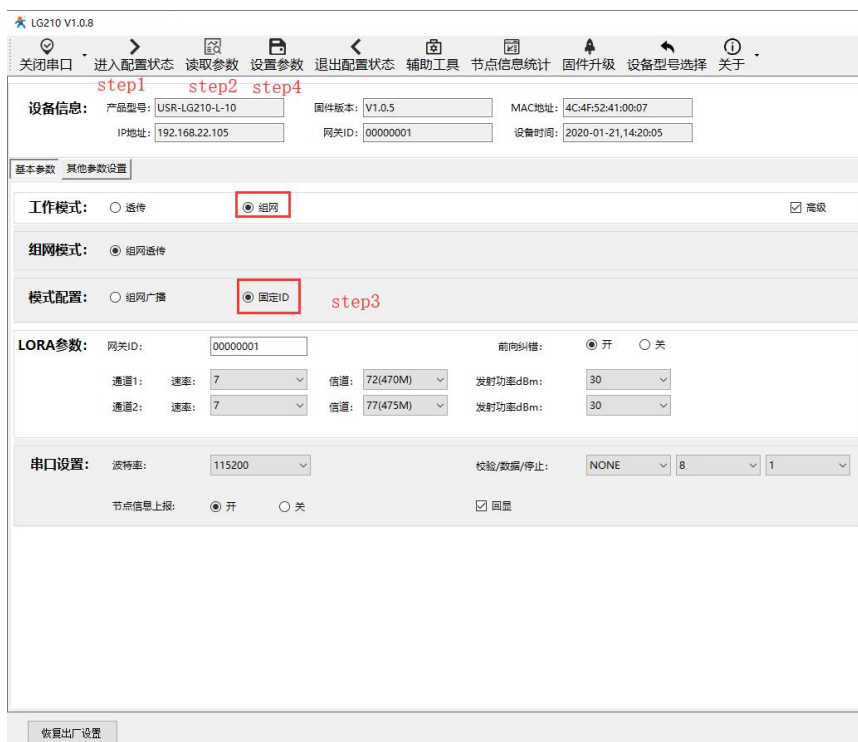 LG210 V1.0.8
关闭串口 进入配置状态 读取参数 设置参数 退出配置状态 辅助工具 节点信息统计 固件升级 设备型号选择 关于
step1 step2 step4
设备信息: 产品型号: USR-LG210-L-10 固件版本: V1.0.5 MAC地址: 4C:4F:52:41:00:07
IP地址: 192.168.22.105 网关ID: 00000001 设备时间: 2020-01-21,14:20:05
基本参数 其他参数设置
工作模式: 透传 组网 高级
组网模式: 组网透传
模式配置: 组网广播 固定ID step3
LORA参数: 网关ID: 00000001 前向纠错: 开 关
通道1: 速率: 7 信道: 72(470M) 发射功率dBm: 30
通道2: 速率: 7 信道: 77(475M) 发射功率dBm: 30
串口设置: 波特率: 115200 校验/数据/停止: NONE 8 1
节点信息上报: 开 关 回显
恢复出厂设置